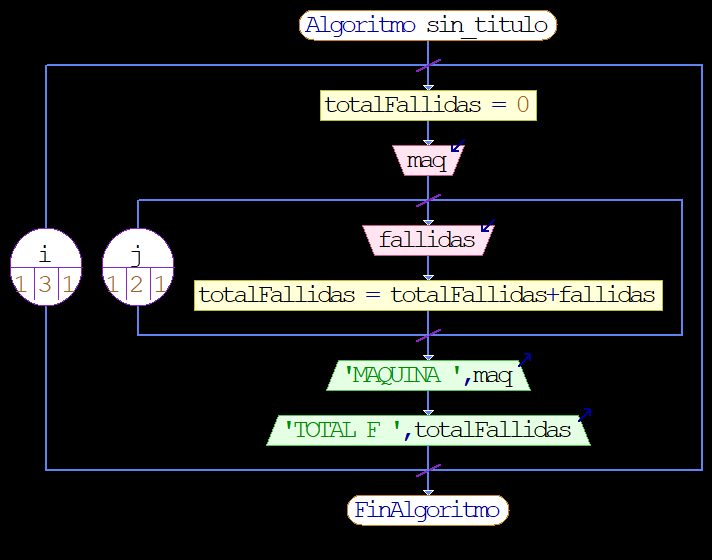 Algoritmo sin_titulo
totalFallidas = 0
maq
fallidas
i
1 3 1
j
1 2 1
totalFallidas = totalFallidas+fallidas
'MAQUINA ',maq
'TOTAL F ',totalFallidas
FinAlgoritmo